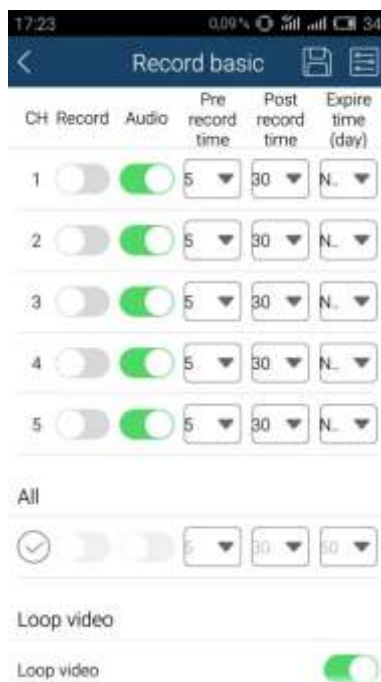 17:23 0,09% 34
Record basic
CH Record Audio Pre record time Post record time Expire time (day)
1 5 30 N..
2 5 30 N..
3 5 30 N..
4 5 30 N..
5 5 30 N..
All
5 30 60
Loop video
Loop video